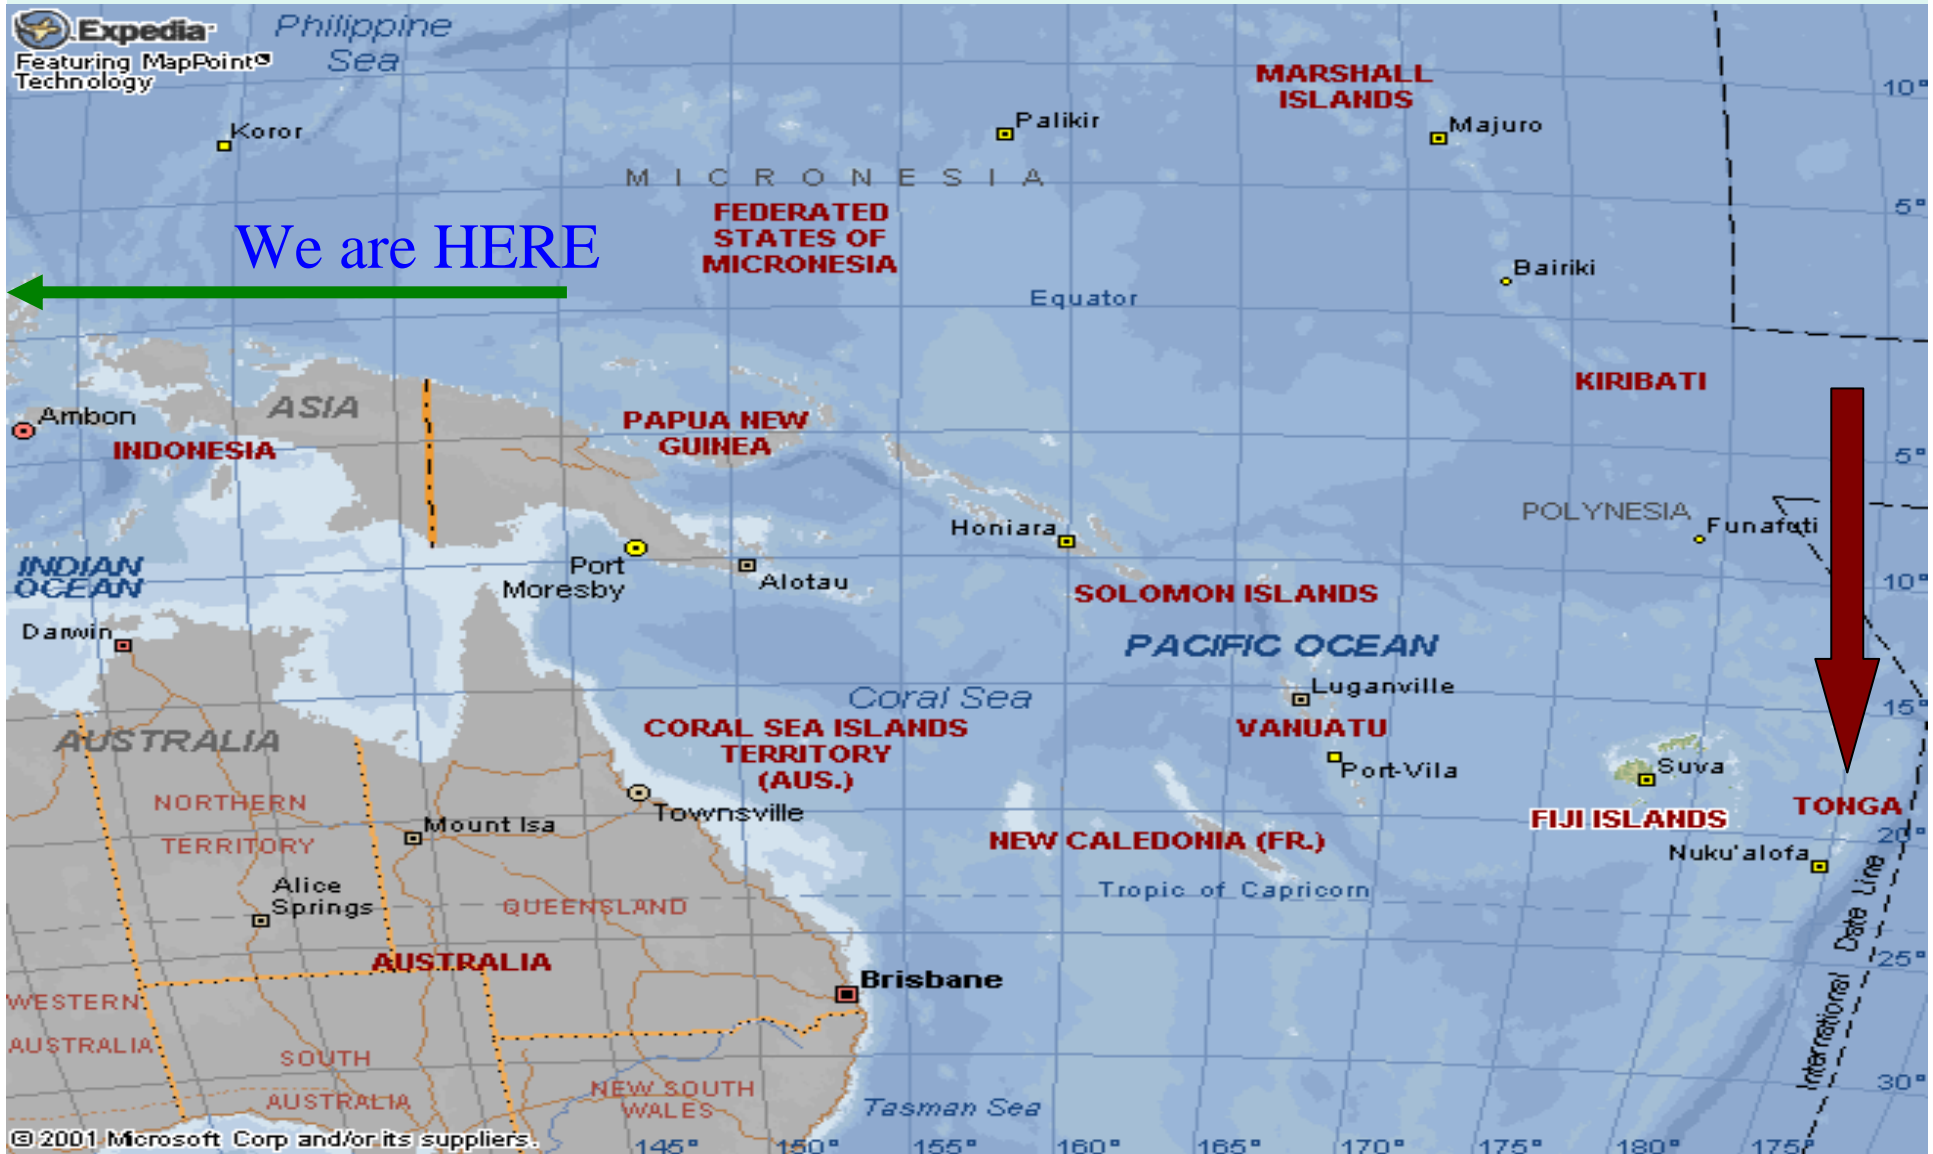 Expedia
Featuring MapPoint
Technology
Philippine
Sea
MARSHALL
ISLANDS
10°
Koror
Palikir
Majuro
MICRONESIA
FEDERATED
STATES OF
MICRONESIA
5°
We are HERE
Bairiki
Equator
KIRIBATI
ASIA
Ambon
INDONESIA
PAPUA NEW
GUINEA
5°
POLYNESIA
Funafuti
Honiara
INDIAN
OCEAN
Port
Moresby
Alotau
10°
SOLOMON ISLANDS
Darwin
PACIFIC OCEAN
Coral Sea
Luganville
15°
AUSTRALIA
CORAL SEA ISLANDS
TERRITORY
(AUS.)
VANUATU
Port-Vila
Suva
NORTHERN
TERRITORY
Mount Isa
Townsville
FIJI ISLANDS
TONGA
20°
NEW CALEDONIA (FR.)
Nuku'alofa
Alice
Springs
QUEENSLAND
Tropic of Capricorn
AUSTRALIA
25°
Brisbane
WESTERN
AUSTRALIA
International Date Line
SOUTH
AUSTRALIA
NEW SOUTH
WALES
30°
Tasman Sea
© 2001 Microsoft Corp and/or its suppliers.
145° 150° 155° 160° 165° 170° 175° 180° 175°